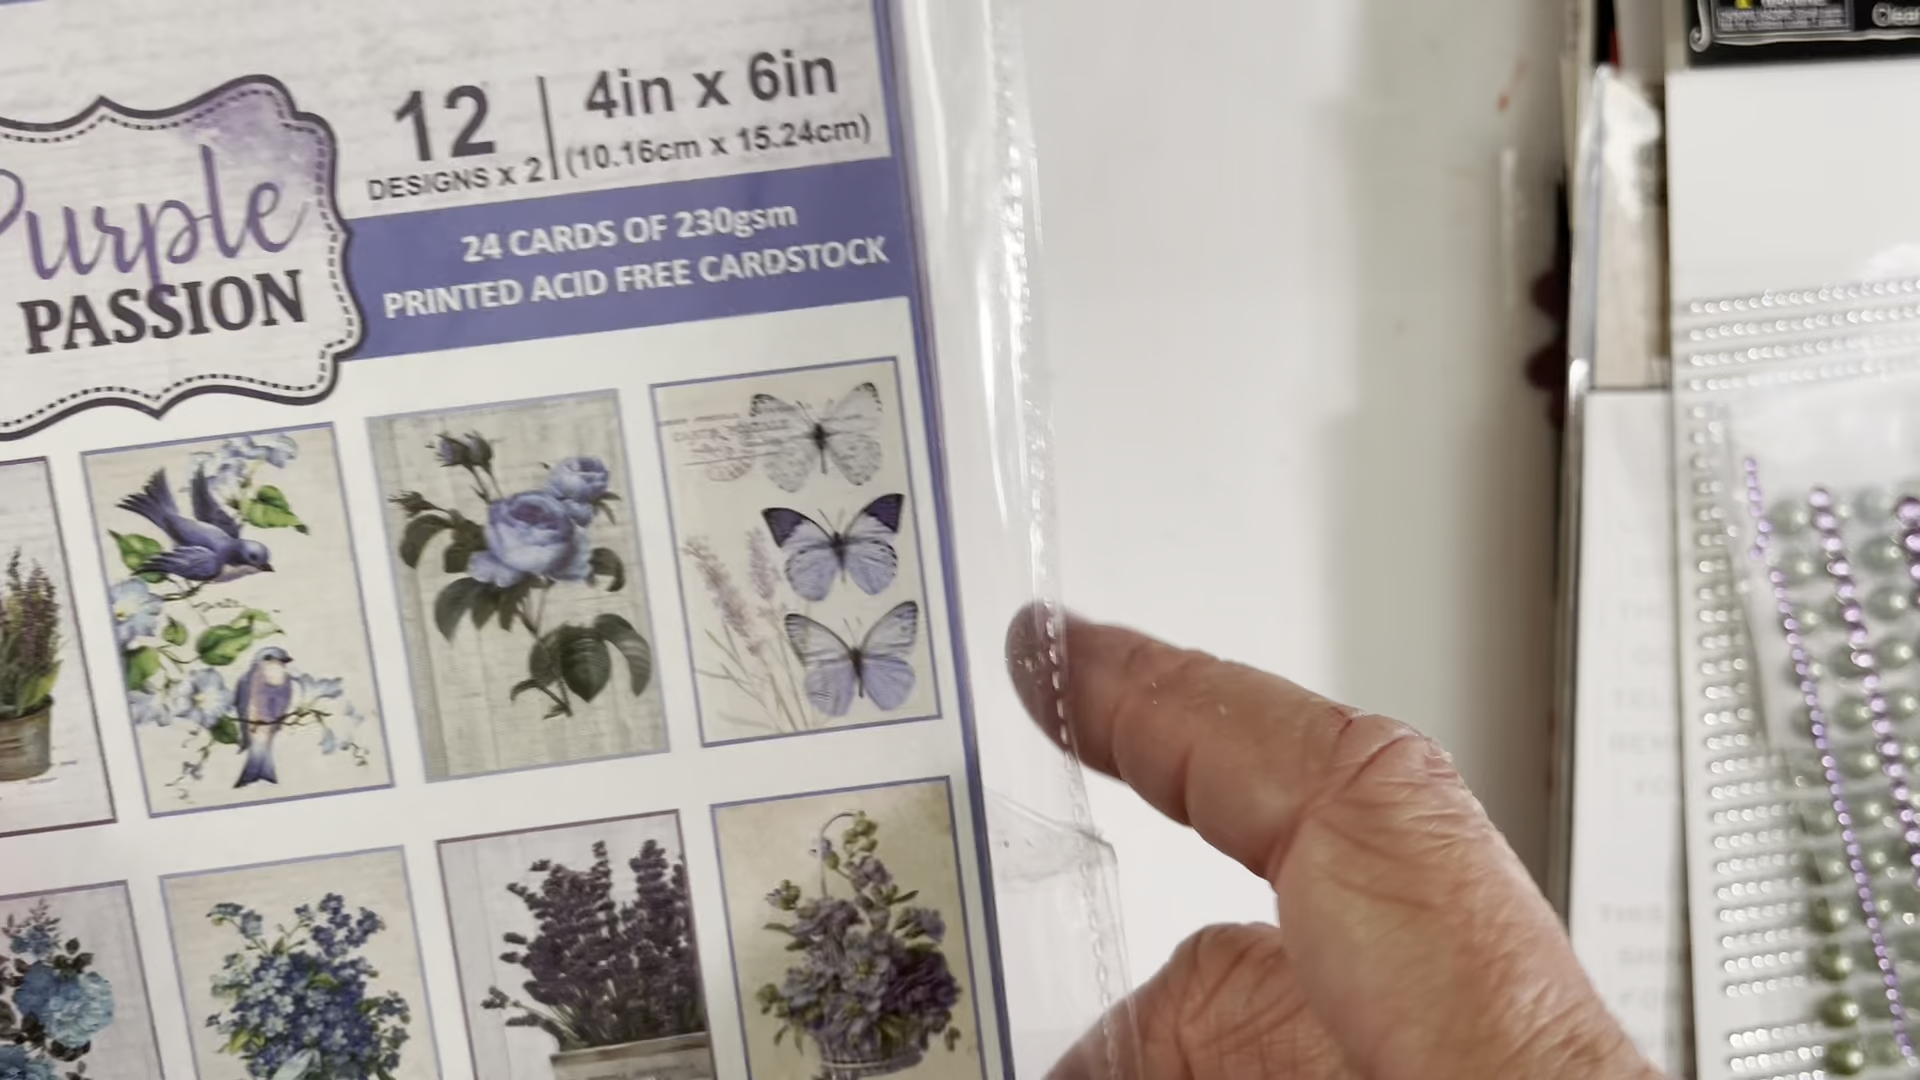 12
DESIGNS x 2
4in x 6in
(10.16cm x 15.24cm)
Purple
PASSION
24 CARDS OF 230gsm
PRINTED ACID FREE CARDSTOCK